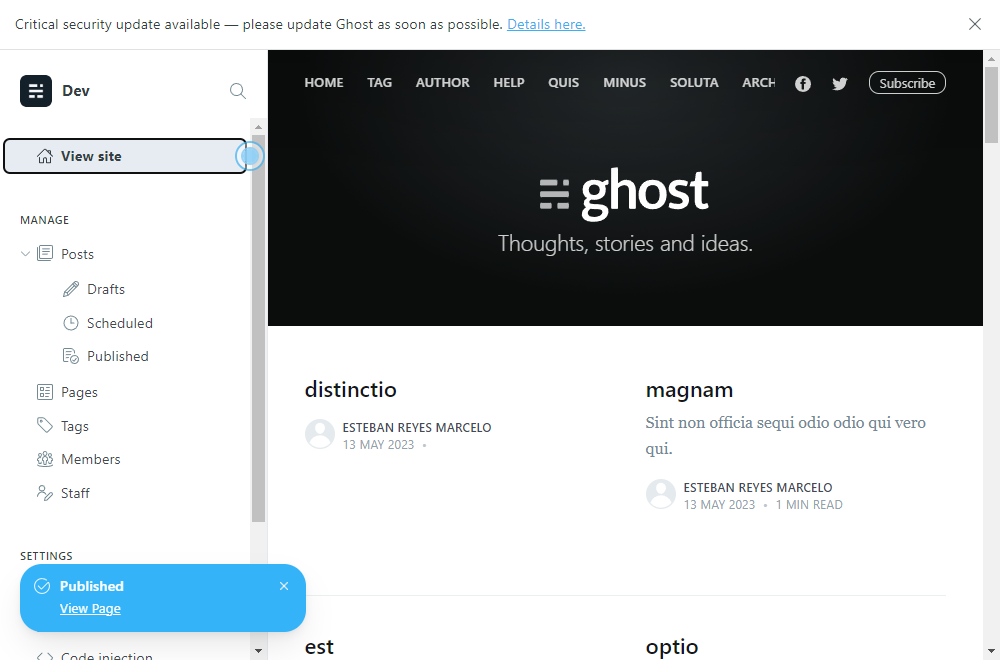 Critical security update available — please update Ghost as soon as possible. Details here.
Dev
View site
MANAGE
Posts
Drafts
Scheduled
Published
Pages
Tags
Members
Staff
SETTINGS
Published
View Page
Code injection
HOME TAG AUTHOR HELP QUIS MINUS SOLUTA ARCH Subscribe
ghost
Thoughts, stories and ideas.
distinctio
ESTEBAN REYES MARCELO
13 MAY 2023 •
magnam
Sint non officia sequi odio odio qui vero
qui.
ESTEBAN REYES MARCELO
13 MAY 2023 • 1 MIN READ
est
optio